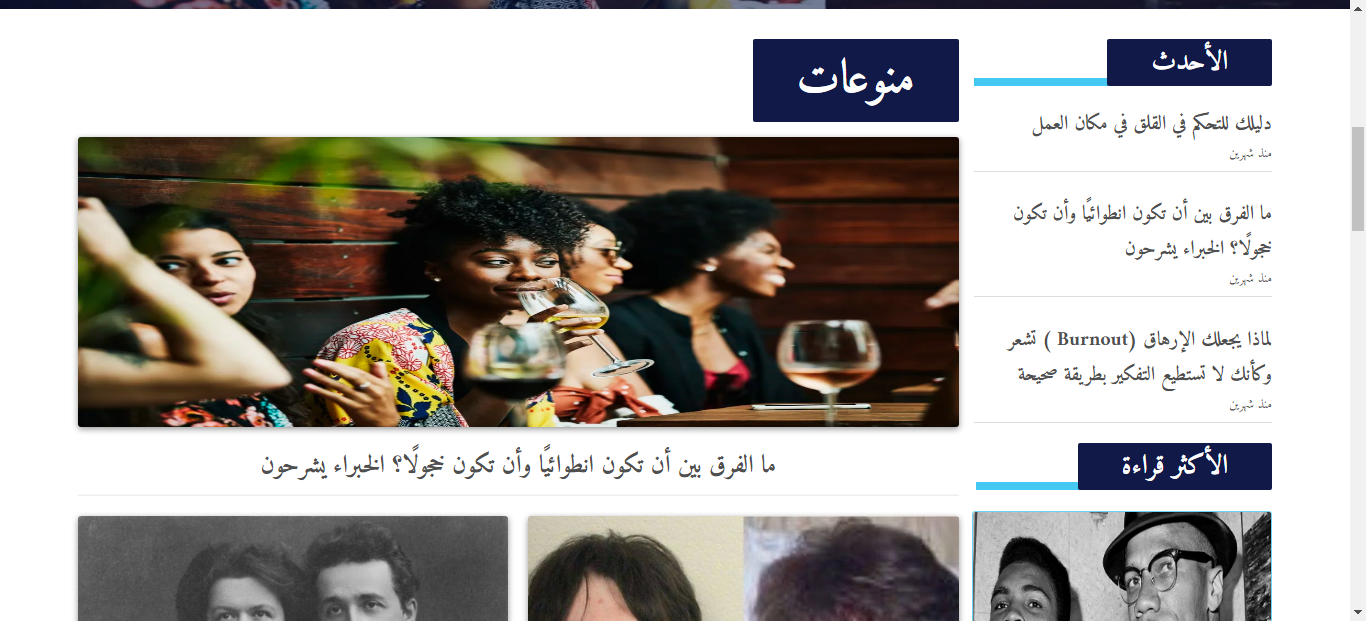 الأحدث
دليلك للتحكم في القلق في مكان العمل
منذ شهرين
ما الفرق بين أن تكون انطوائيًا وأن تكون
خجولًا؟ الخبراء يشرحون
منذ شهرين
لماذا يجعلك الإرهاق (Burnout ) تشعر
وكأنك لا تستطيع التفكير بطريقة صحيحة
منذ شهرين
الأكثر قراءة
منوعات
ما الفرق بين أن تكون انطوائيًا وأن تكون خجولًا؟ الخبراء يشرحون